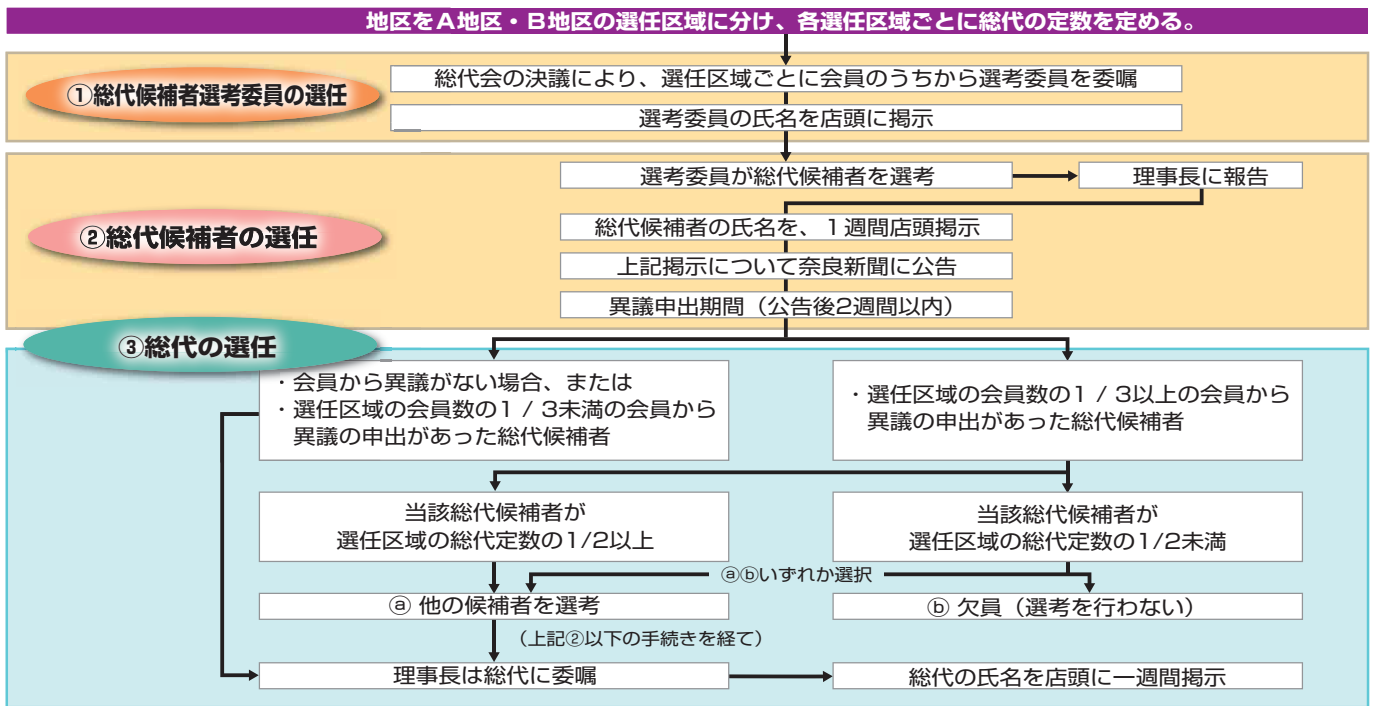 地区をA地区・B地区の選任区域に分け、各選任区域ごとに総代の定数を定める。
①総代候補者選考委員の選任
総代会の決議により、選任区域ごとに会員のうちから選考委員を委嘱
選考委員の氏名を店頭に掲示
②総代候補者の選任
選考委員が総代候補者を選考
理事長に報告
総代候補者の氏名を、1週間店頭掲示
上記掲示について奈良新聞に公告
異議申出期間（公告後2週間以内）
③総代の選任
・会員から異議がない場合、または
・選任区域の会員数の1 / 3未満の会員から
異議の申出があった総代候補者
・選任区域の会員数の1 / 3以上の会員から
異議の申出があった総代候補者
当該総代候補者が
選任区域の総代定数の1/2以上
当該総代候補者が
選任区域の総代定数の1/2未満
ⓐⓑいずれか選択
ⓐ 他の候補者を選考
ⓑ 欠員（選考を行わない）
（上記②以下の手続きを経て）
理事長は総代に委嘱
総代の氏名を店頭に一週間掲示